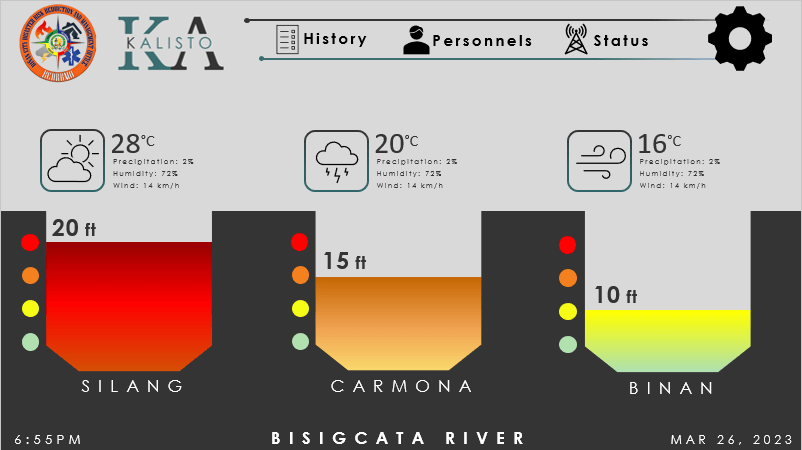 KALISTO
KA
History
Personnels
Status
28°C
Precipitation: 2%
Humidity: 72%
Wind: 14 km/h
20°C
Precipitation: 2%
Humidity: 72%
Wind: 14 km/h
16°C
Precipitation: 2%
Humidity: 72%
Wind: 14 km/h
20 ft
15 ft
10 ft
SILANG
CARMONA
BINAN
6:55PM
BISIGCATA RIVER
MAR 26, 2023